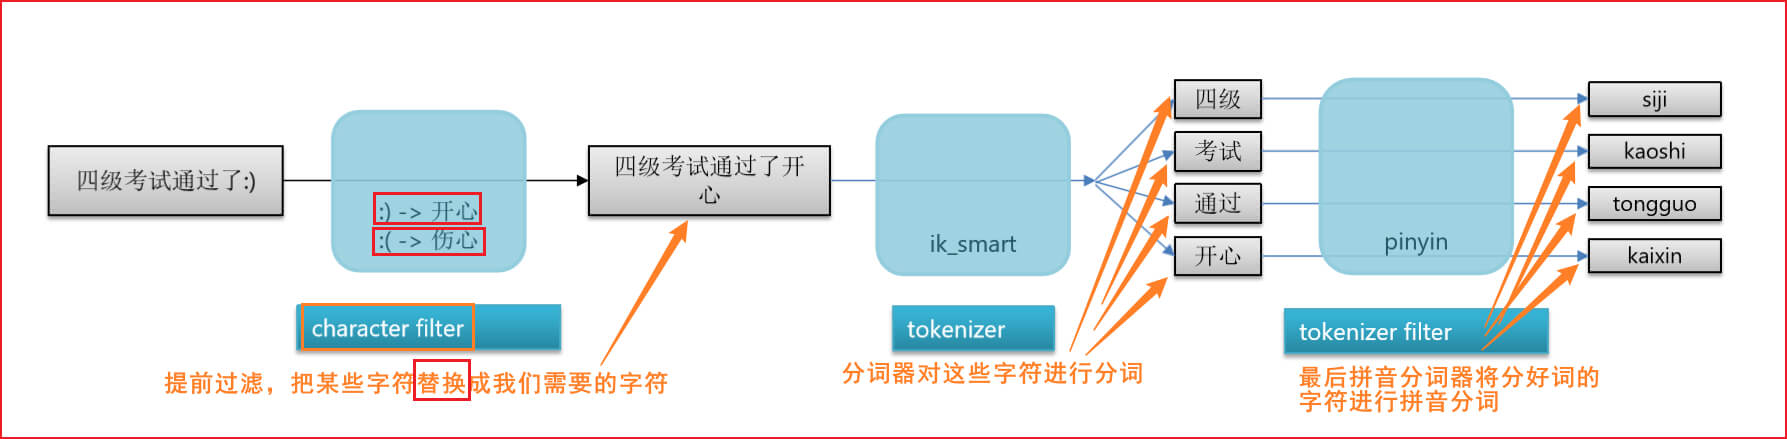 四级考试通过了:)
:) -> 开心
:( -> 伤心
character filter
提前过滤，把某些字符替换成我们需要的字符
四级考试通过了开
心
ik_smart
tokenizer
分词器对这些字符进行分词
四级
考试
通过
开心
pinyin
tokenizer filter
最后拼音分词器将分好词的
字符进行拼音分词
siji
kaoshi
tongguo
kaixin